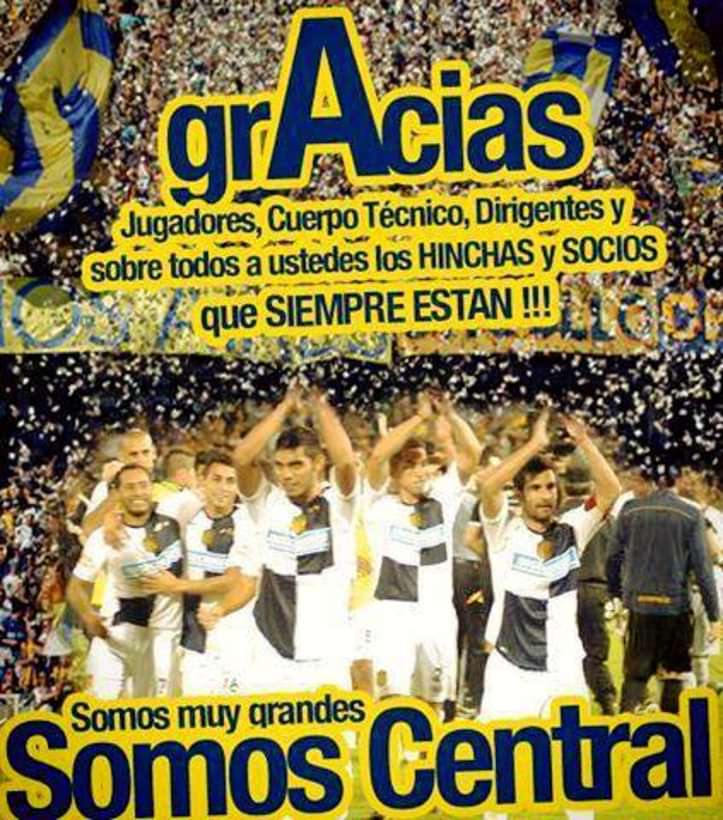 grAcias
Jugadores, Cuerpo Técnico, Dirigentes y
sobre todos a ustedes los HINCHAS y SOCIOS
que SIEMPRE ESTAN !!!
Somos muy grandes
Somos Central